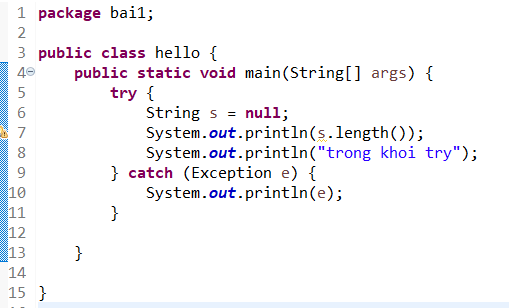 1 package bai1;
2
3 public class hello {
4     public static void main(String[] args) {
5         try {
6             String s = null;
7             System.out.println(s.length());
8             System.out.println("trong khoi try");
9         } catch (Exception e) {
10             System.out.println(e);
11         }
12
13     }
14
15 }